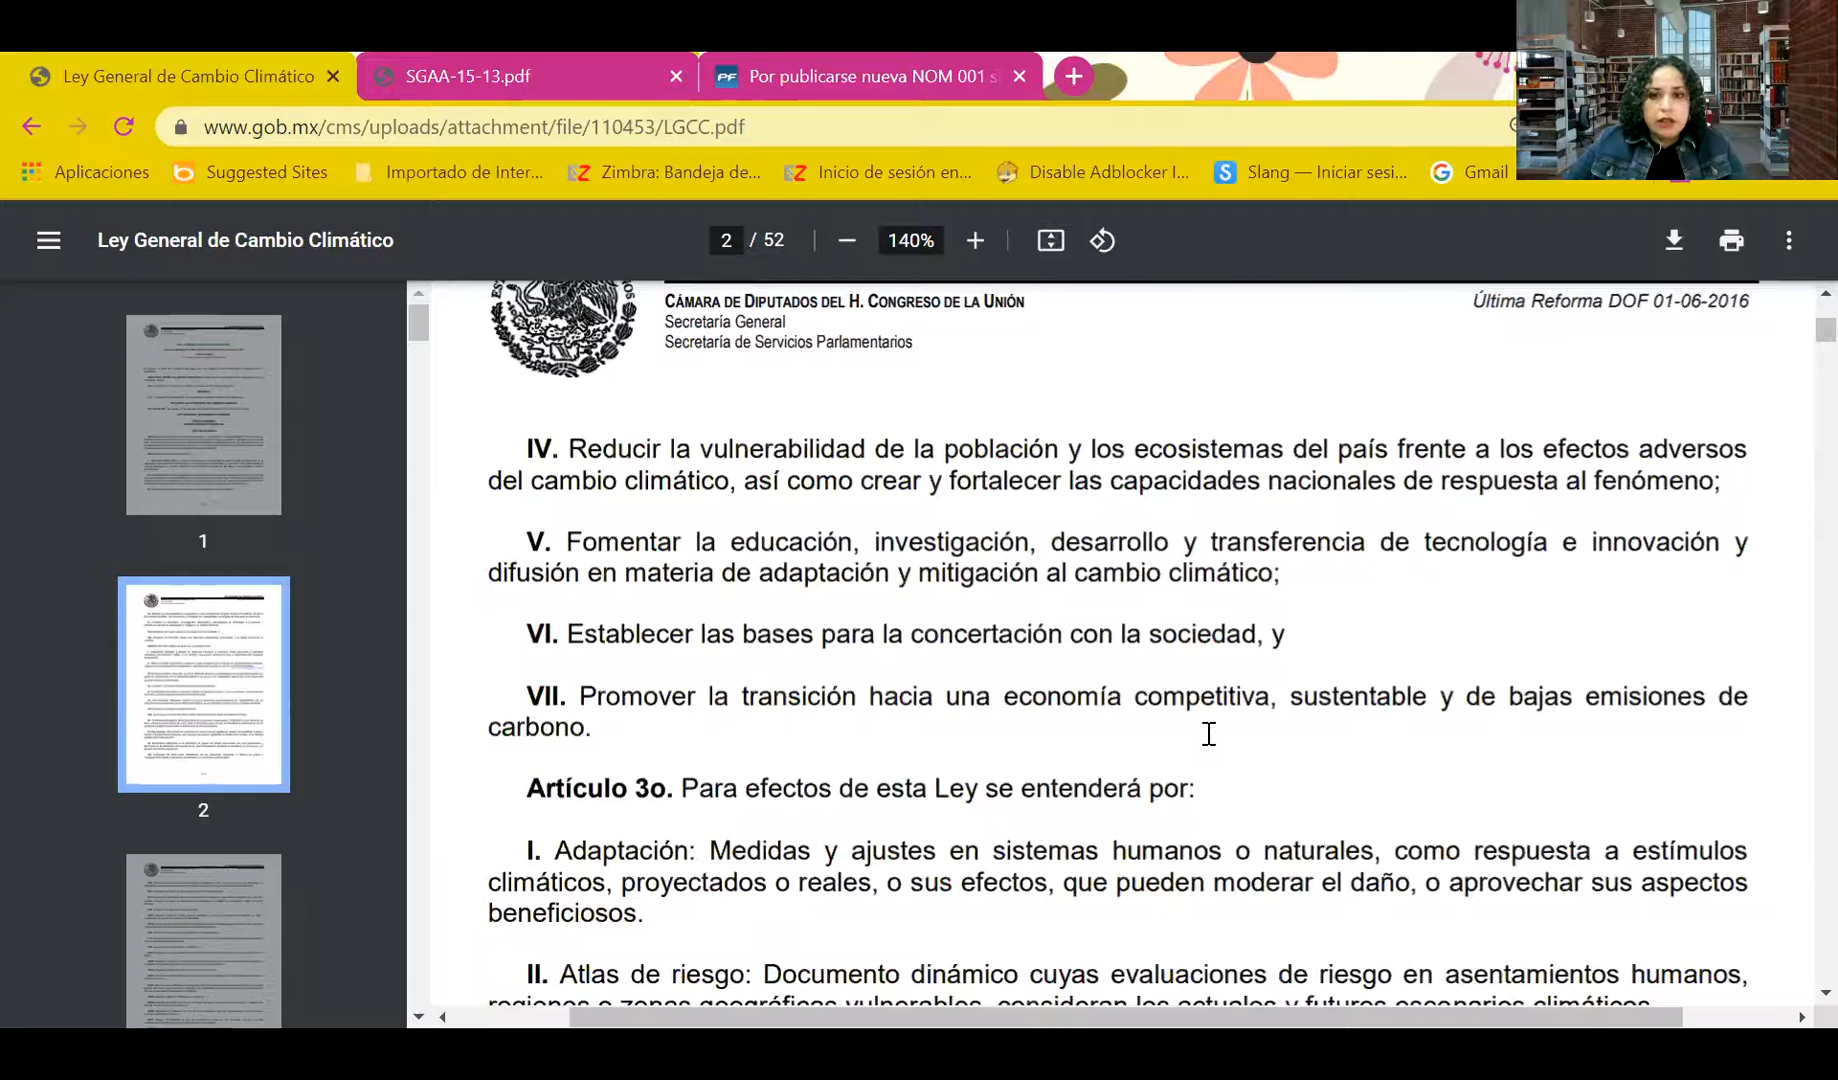 Ley General de Cambio Climático
SGAA-15-13.pdf
Por publicarse nueva NOM 001 s
www.gob.mx/cms/uploads/attachment/file/110453/LGCC.pdf
Aplicaciones
Suggested Sites
Importado de Inter...
Zimbra: Bandeja de...
Inicio de sesión en...
Disable Adblocker I...
Slang — Iniciar sesi...
Gmail
Ley General de Cambio Climático
2 / 52
140%
CÁMARA DE DIPUTADOS DEL H. CONGRESO DE LA UNIÓN
Secretaría General
Secretaría de Servicios Parlamentarios
Última Reforma DOF 01-06-2016
IV. Reducir la vulnerabilidad de la población y los ecosistemas del país frente a los efectos adversos
del cambio climático, así como crear y fortalecer las capacidades nacionales de respuesta al fenómeno;
V. Fomentar la educación, investigación, desarrollo y transferencia de tecnología e innovación y
difusión en materia de adaptación y mitigación al cambio climático;
VI. Establecer las bases para la concertación con la sociedad, y
VII. Promover la transición hacia una economía competitiva, sustentable y de bajas emisiones de
carbono.
Artículo 3o. Para efectos de esta Ley se entenderá por:
I. Adaptación: Medidas y ajustes en sistemas humanos o naturales, como respuesta a estímulos
climáticos, proyectados o reales, o sus efectos, que pueden moderar el daño, o aprovechar sus aspectos
beneficiosos.
II. Atlas de riesgo: Documento dinámico cuyas evaluaciones de riesgo en asentamientos humanos,
regiones o zonas geográficas vulnerables, consideran los actuales y futuros escenarios climáticos.
1
2